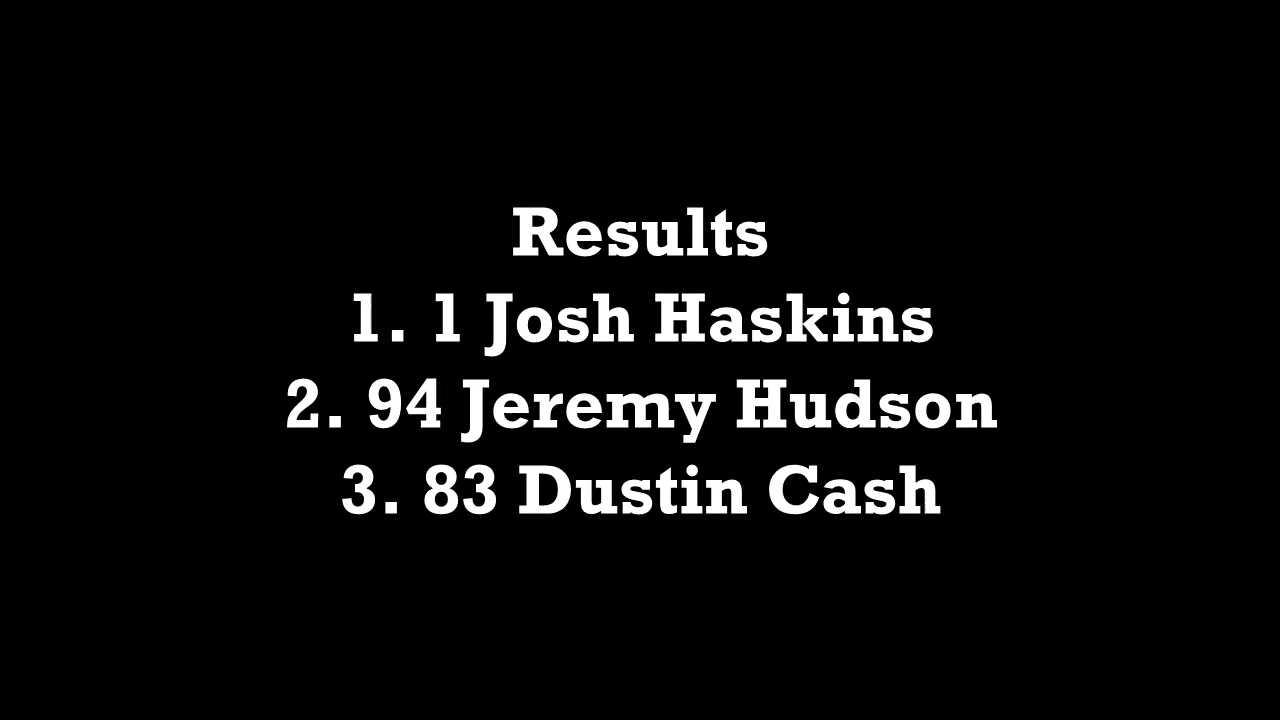 Results
1. 1 Josh Haskins
2. 94 Jeremy Hudson
3. 83 Dustin Cash